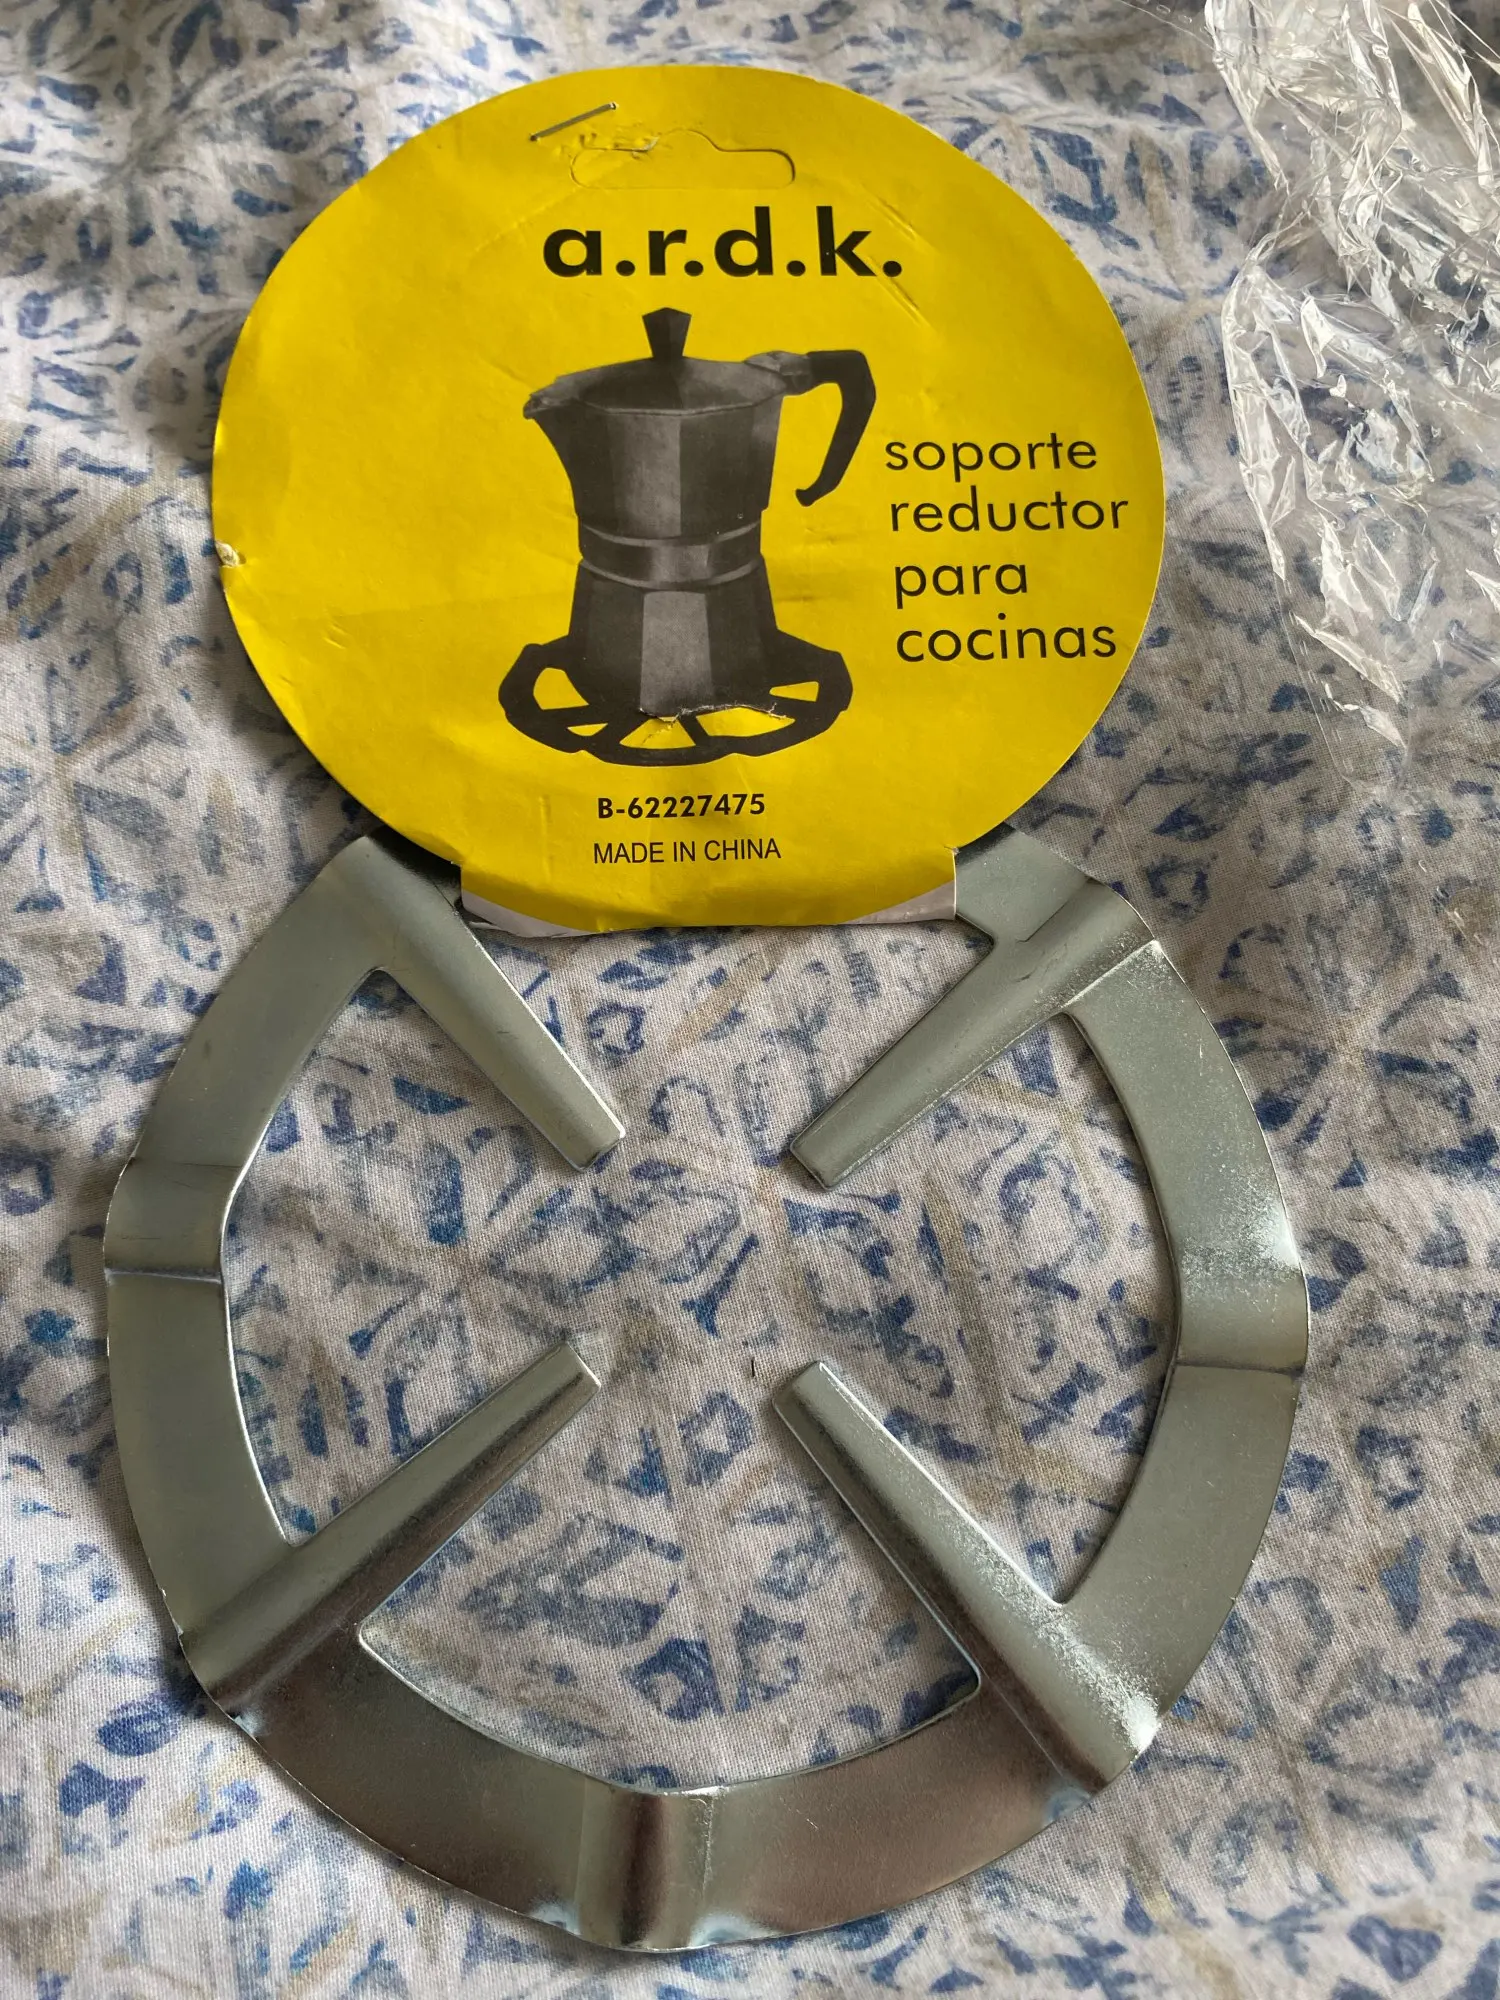 a.r.d.k.
soporte
reductor
para
cocinas
B-62227475
MADE IN CHINA